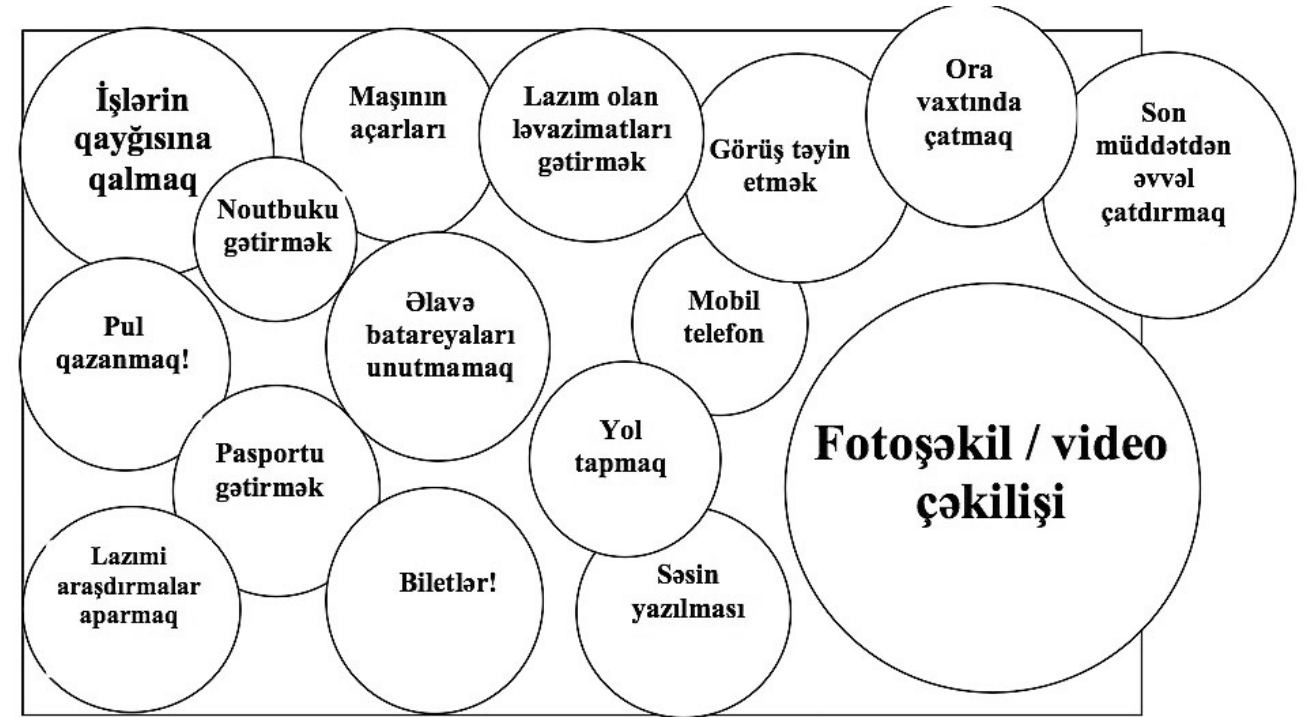 İşlərin
qayğısına
qalmaq
Maşının
açarları
Lazım olan
ləvazimatları
gətirmək
Görüş təyin
etmək
Ora
vaxtında
çatmaq
Son
müddətdən
əvvəl
çatdırmaq
Noutbuku
gətirmək
Pul
qazanmaq!
Əlavə
batareyaları
unutmamaq
Mobil
telefon
Fotoşəkil / video
çəkilişi
Pasportu
gətirmək
Yol
tapmaq
Lazımi
araşdırmalar
aparmaq
Biletlər!
Səsin
yazılması